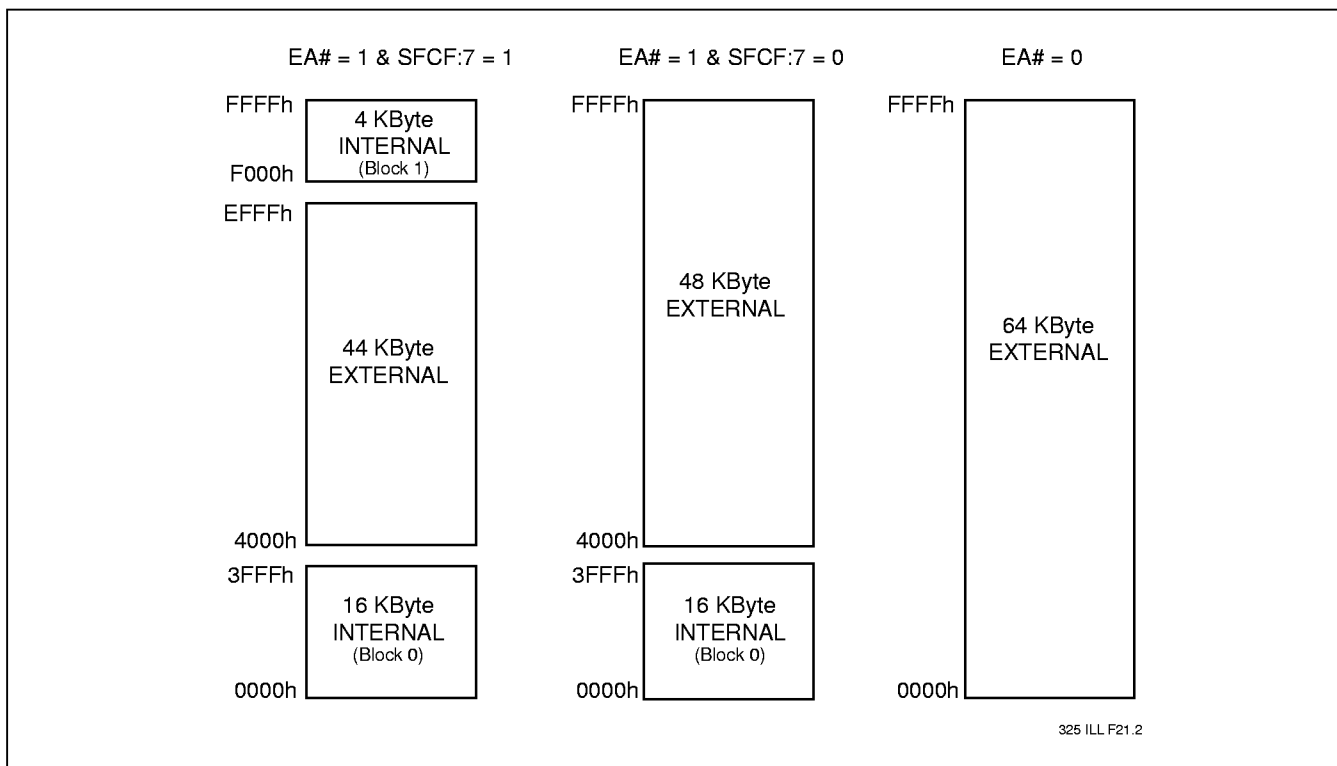 EA# = 1 & SFCF:7 = 1
FFFFh
4 KByte
INTERNAL
(Block 1)
F000h
EFFFh
44 KByte
EXTERNAL
4000h
3FFFh
16 KByte
INTERNAL
(Block 0)
0000h
EA# = 1 & SFCF:7 = 0
FFFFh
48 KByte
EXTERNAL
4000h
3FFFh
16 KByte
INTERNAL
(Block 0)
0000h
EA# = 0
FFFFh
64 KByte
EXTERNAL
0000h
325 ILL F21.2